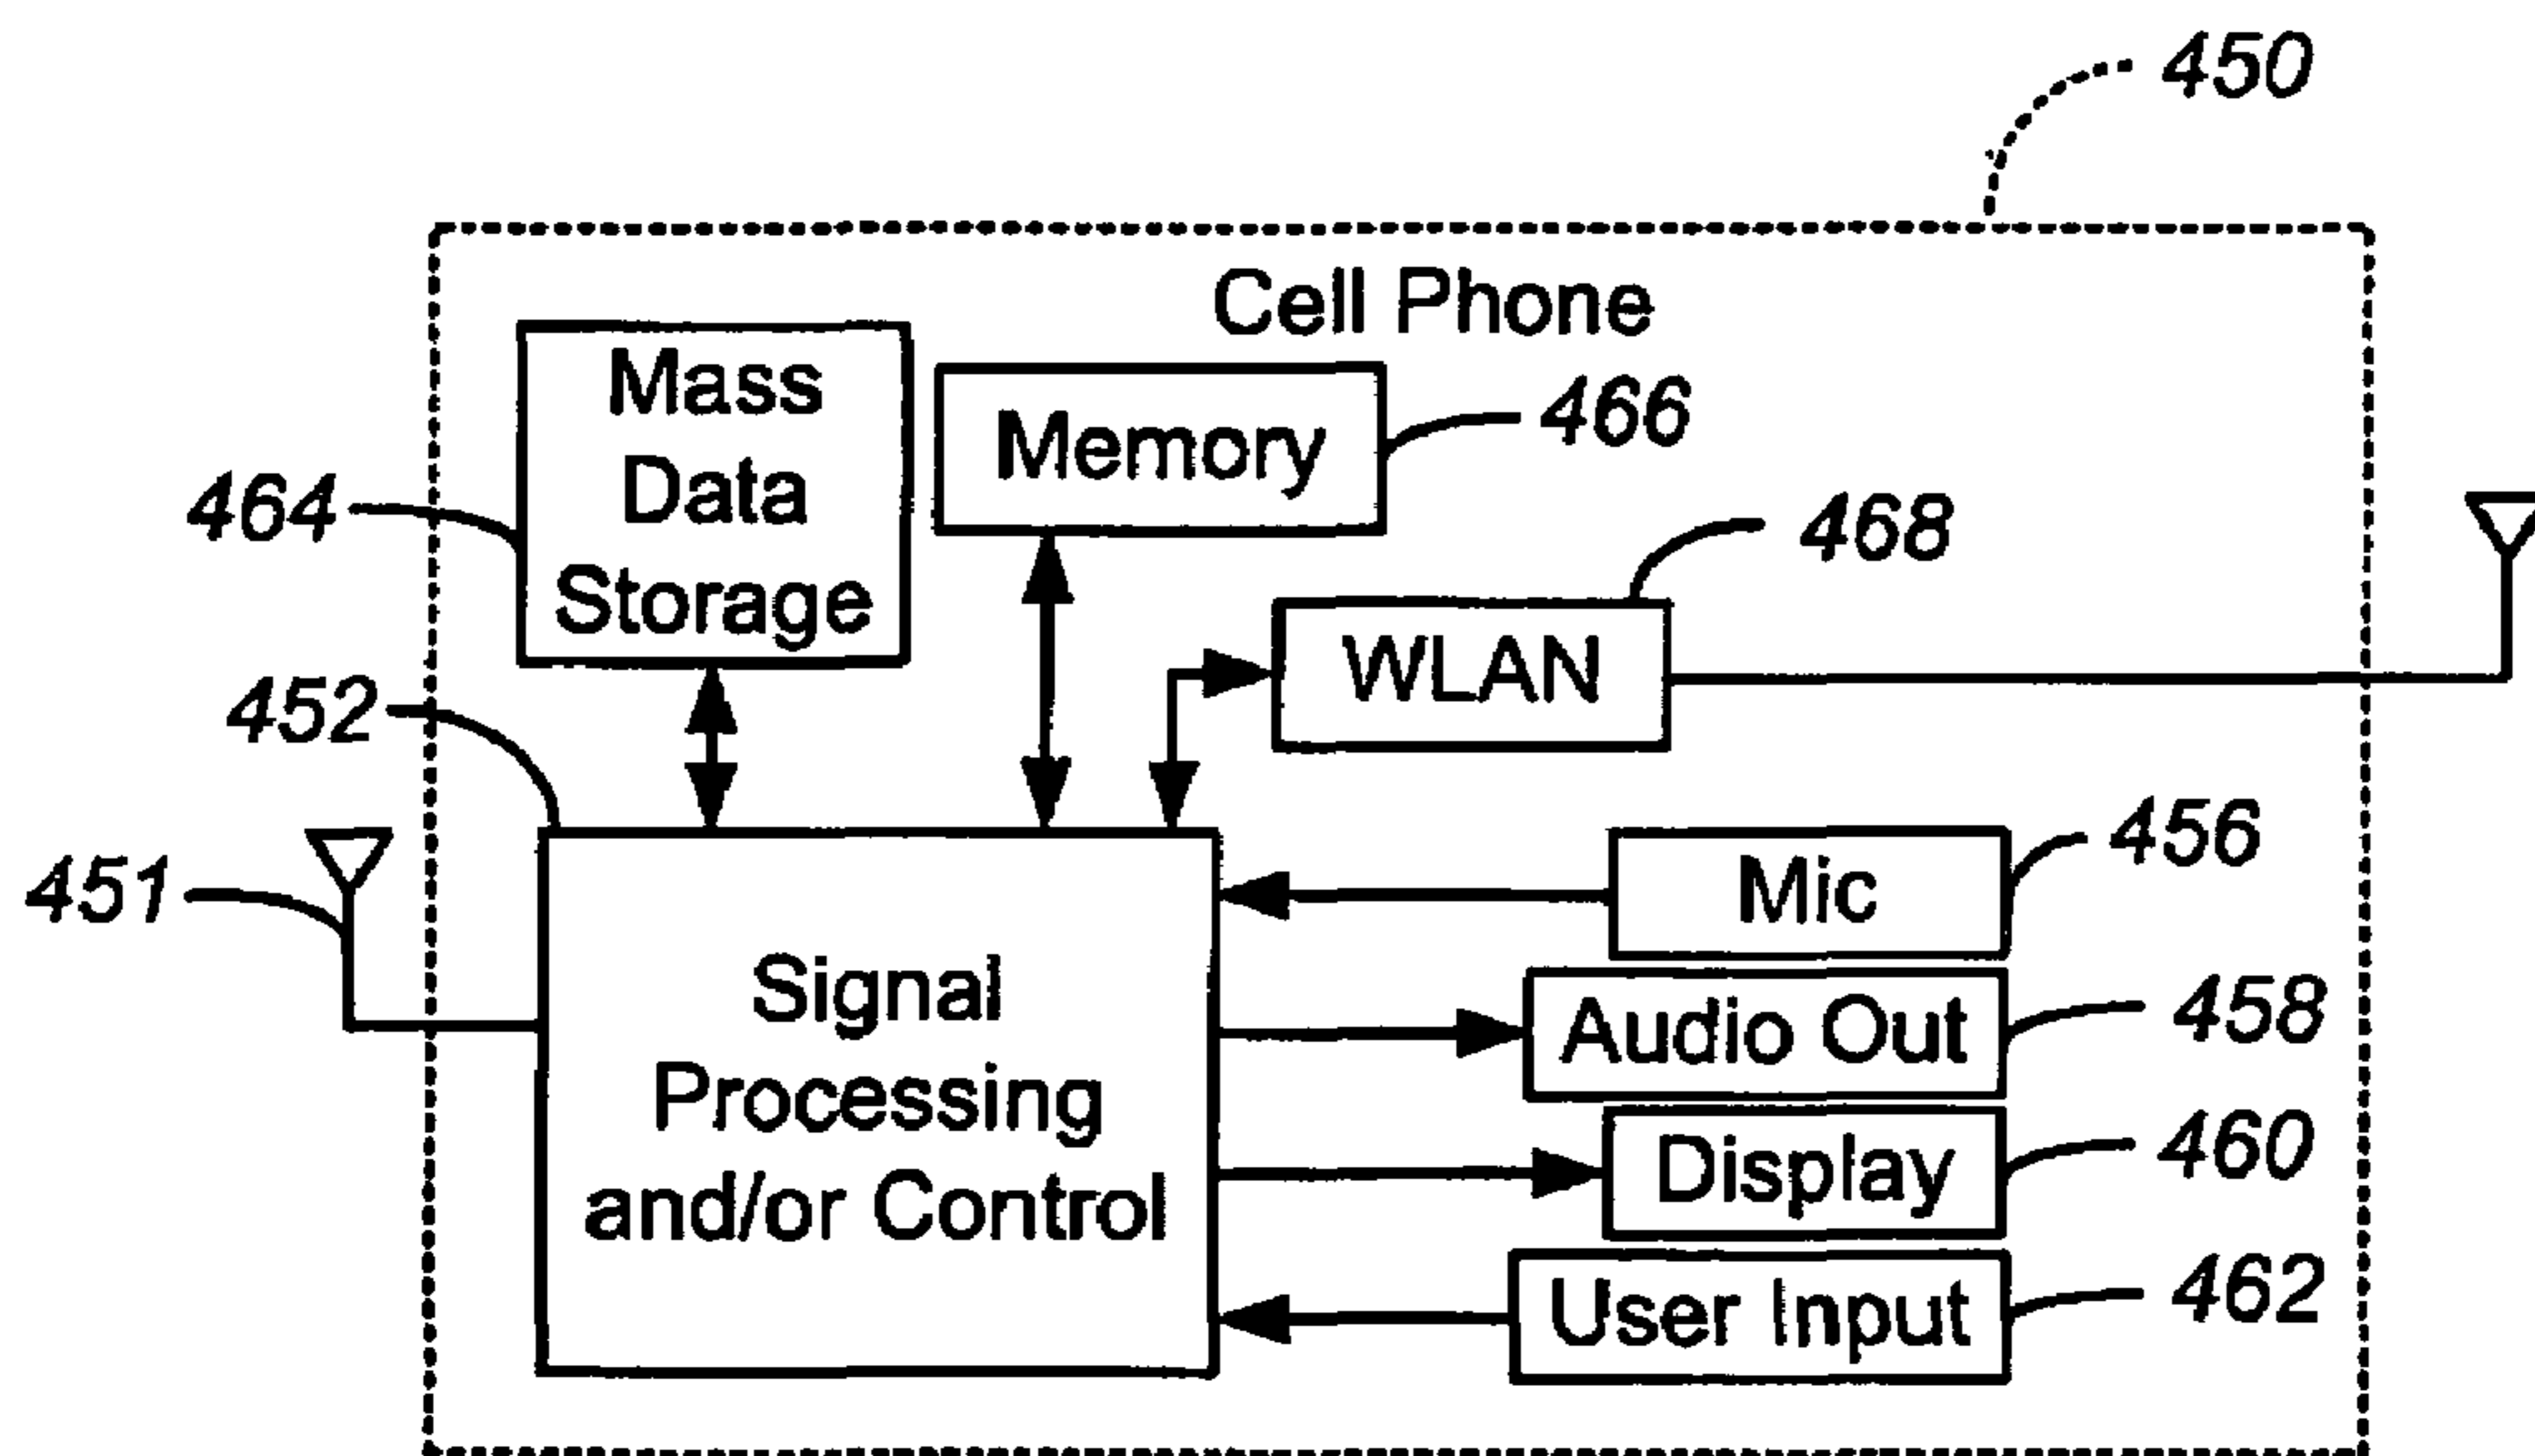 450
Cell Phone
Mass
Data
Storage
464
Memory
466
468
WLAN
452
451
Signal
Processing
and/or Control
Mic
456
Audio Out
458
Display
460
User Input
462